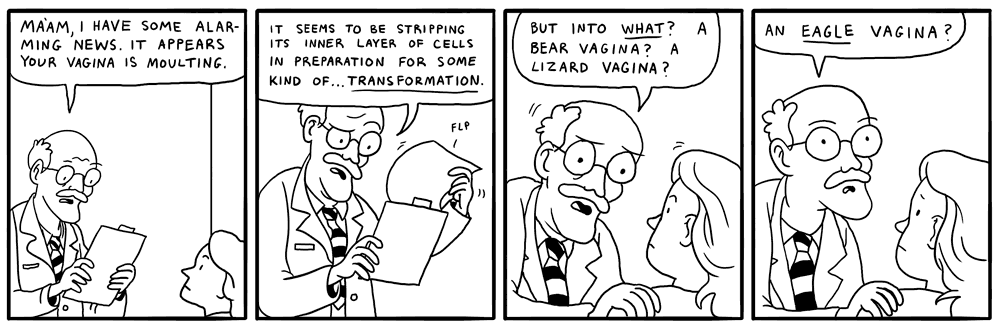 MA'AM, I HAVE SOME ALAR-
MING NEWS. IT APPEARS
YOUR VAGINA IS MOULTING.
IT SEEMS TO BE STRIPPING
ITS INNER LAYER OF CELLS
IN PREPARATION FOR SOME
KIND OF... TRANSFORMATION.
FLP
BUT INTO WHAT? A
BEAR VAGINA? A
LIZARD VAGINA?
AN EAGLE VAGINA?